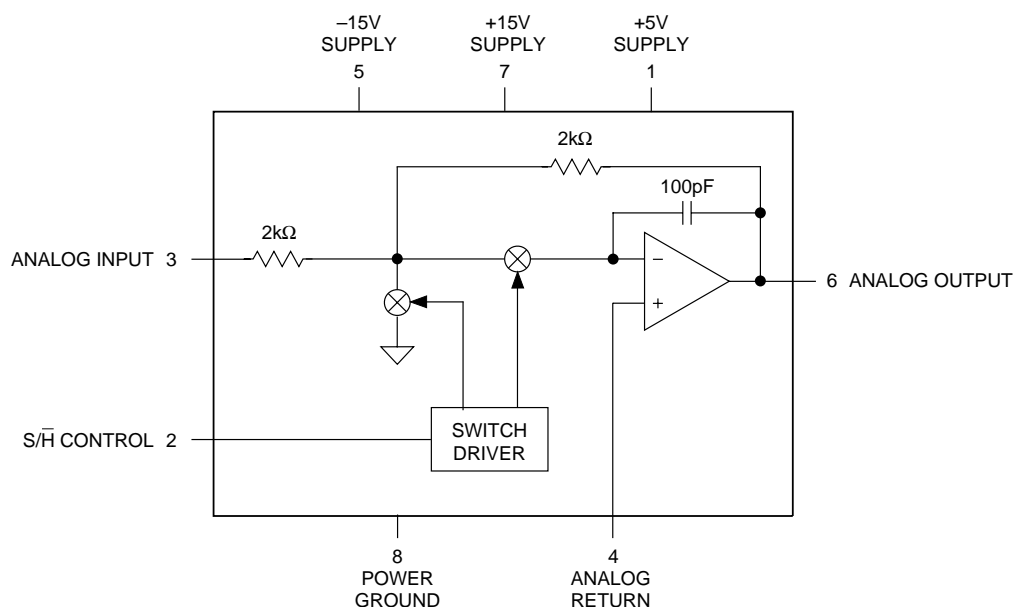 –15V
SUPPLY
5
+15V
SUPPLY
7
+5V
SUPPLY
1
2kΩ
100pF
2kΩ
ANALOG INPUT 3
–
+
6 ANALOG OUTPUT
S/H̅ CONTROL 2
SWITCH
DRIVER
8
POWER
GROUND
4
ANALOG
RETURN